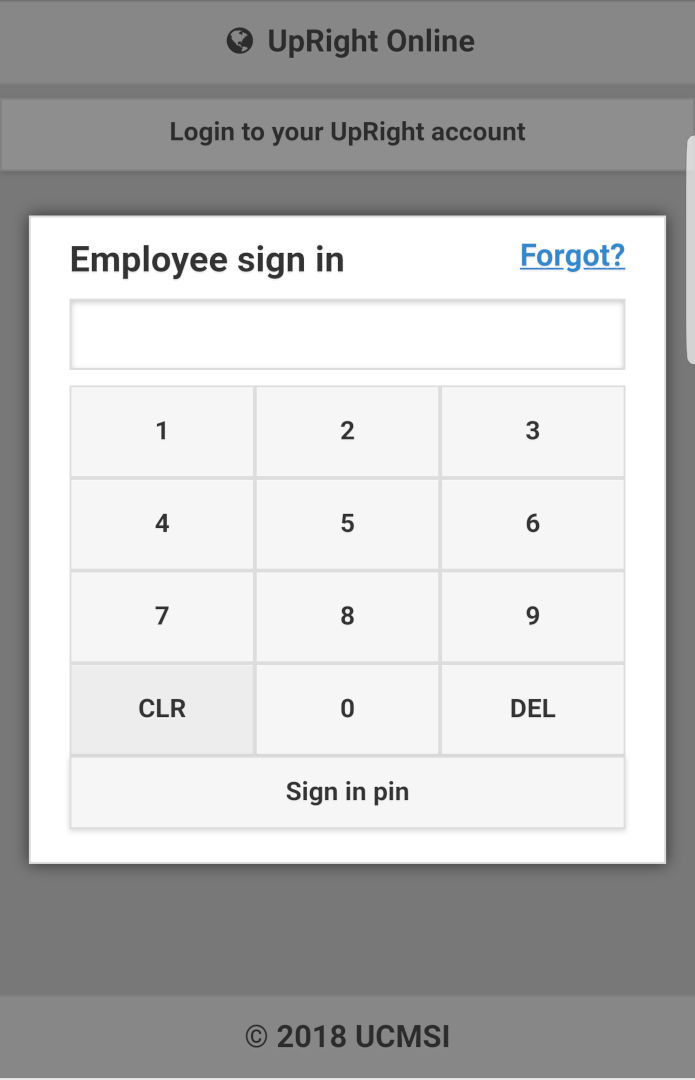 UpRight Online
Login to your UpRight account
Employee sign in Forgot?
1 2 3
4 5 6
7 8 9
CLR 0 DEL
Sign in pin
© 2018 UCMSI